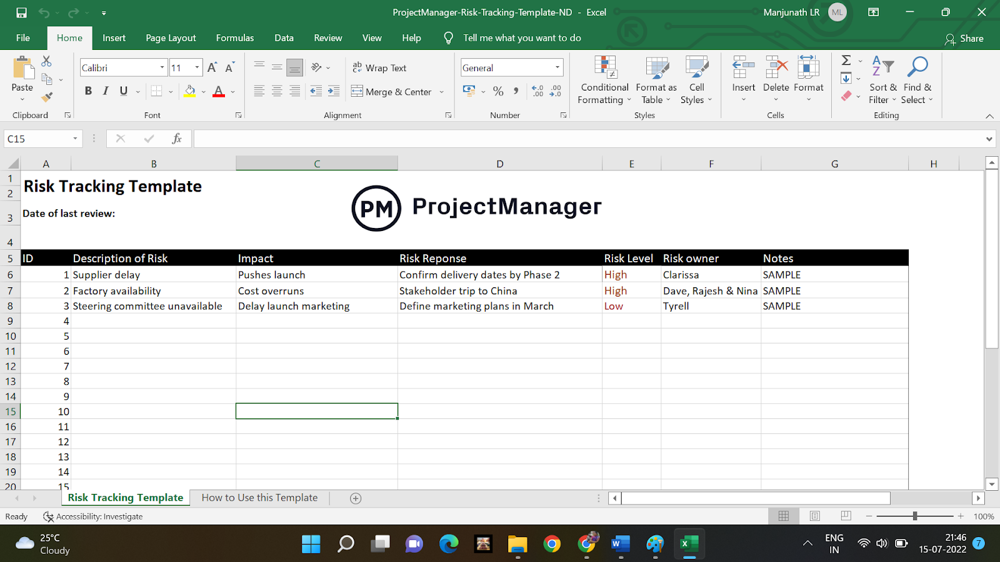 ProjectManager-Risk-Tracking-Template-ND - Excel
Manjunath LR ML
File Home Insert Page Layout Formulas Data Review View Help Tell me what you want to do Share
Paste
Clipboard
Calibri 11 A A
B I U A
Font
ab Wrap Text
Merge & Center
Alignment
General
% , .0 .00 .00 .0
Number
Conditional Formatting
Format as Table
Cell Styles
Styles
Insert Delete Format
Cells
Sort & Filter
Find & Select
Editing
C15 fx
A B C D E F G H
1 Risk Tracking Template
2
PM ProjectManager
3 Date of last review:
4
5 ID Description of Risk Impact Risk Reponse Risk Level Risk owner Notes
6 1 Supplier delay Pushes launch Confirm delivery dates by Phase 2 High Clarissa SAMPLE
7 2 Factory availability Cost overruns Stakeholder trip to China High Dave, Rajesh & Nina SAMPLE
8 3 Steering committee unavailable Delay launch marketing Define marketing plans in March Low Tyrell SAMPLE
9 4
10 5
11 6
12 7
13 8
14 9
15 10
16 11
17 12
18 13
19 14
20 15
Risk Tracking Template How to Use this Template
Ready Accessibility: Investigate 100%
25°C
Cloudy
ENG
IN
21:46
15-07-2022
7